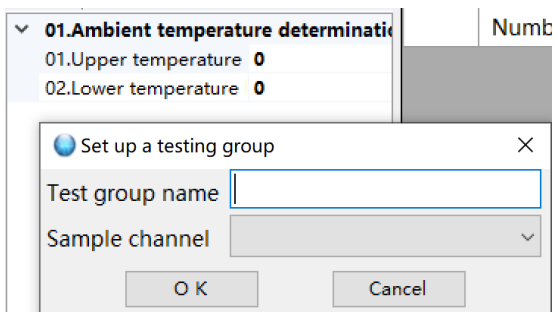 01.Ambient temperature
Numb
01.Upper temperature 0
02.Lower temperature 0
Set up a testing group
Test group name
Sample channel
O K
Cancel